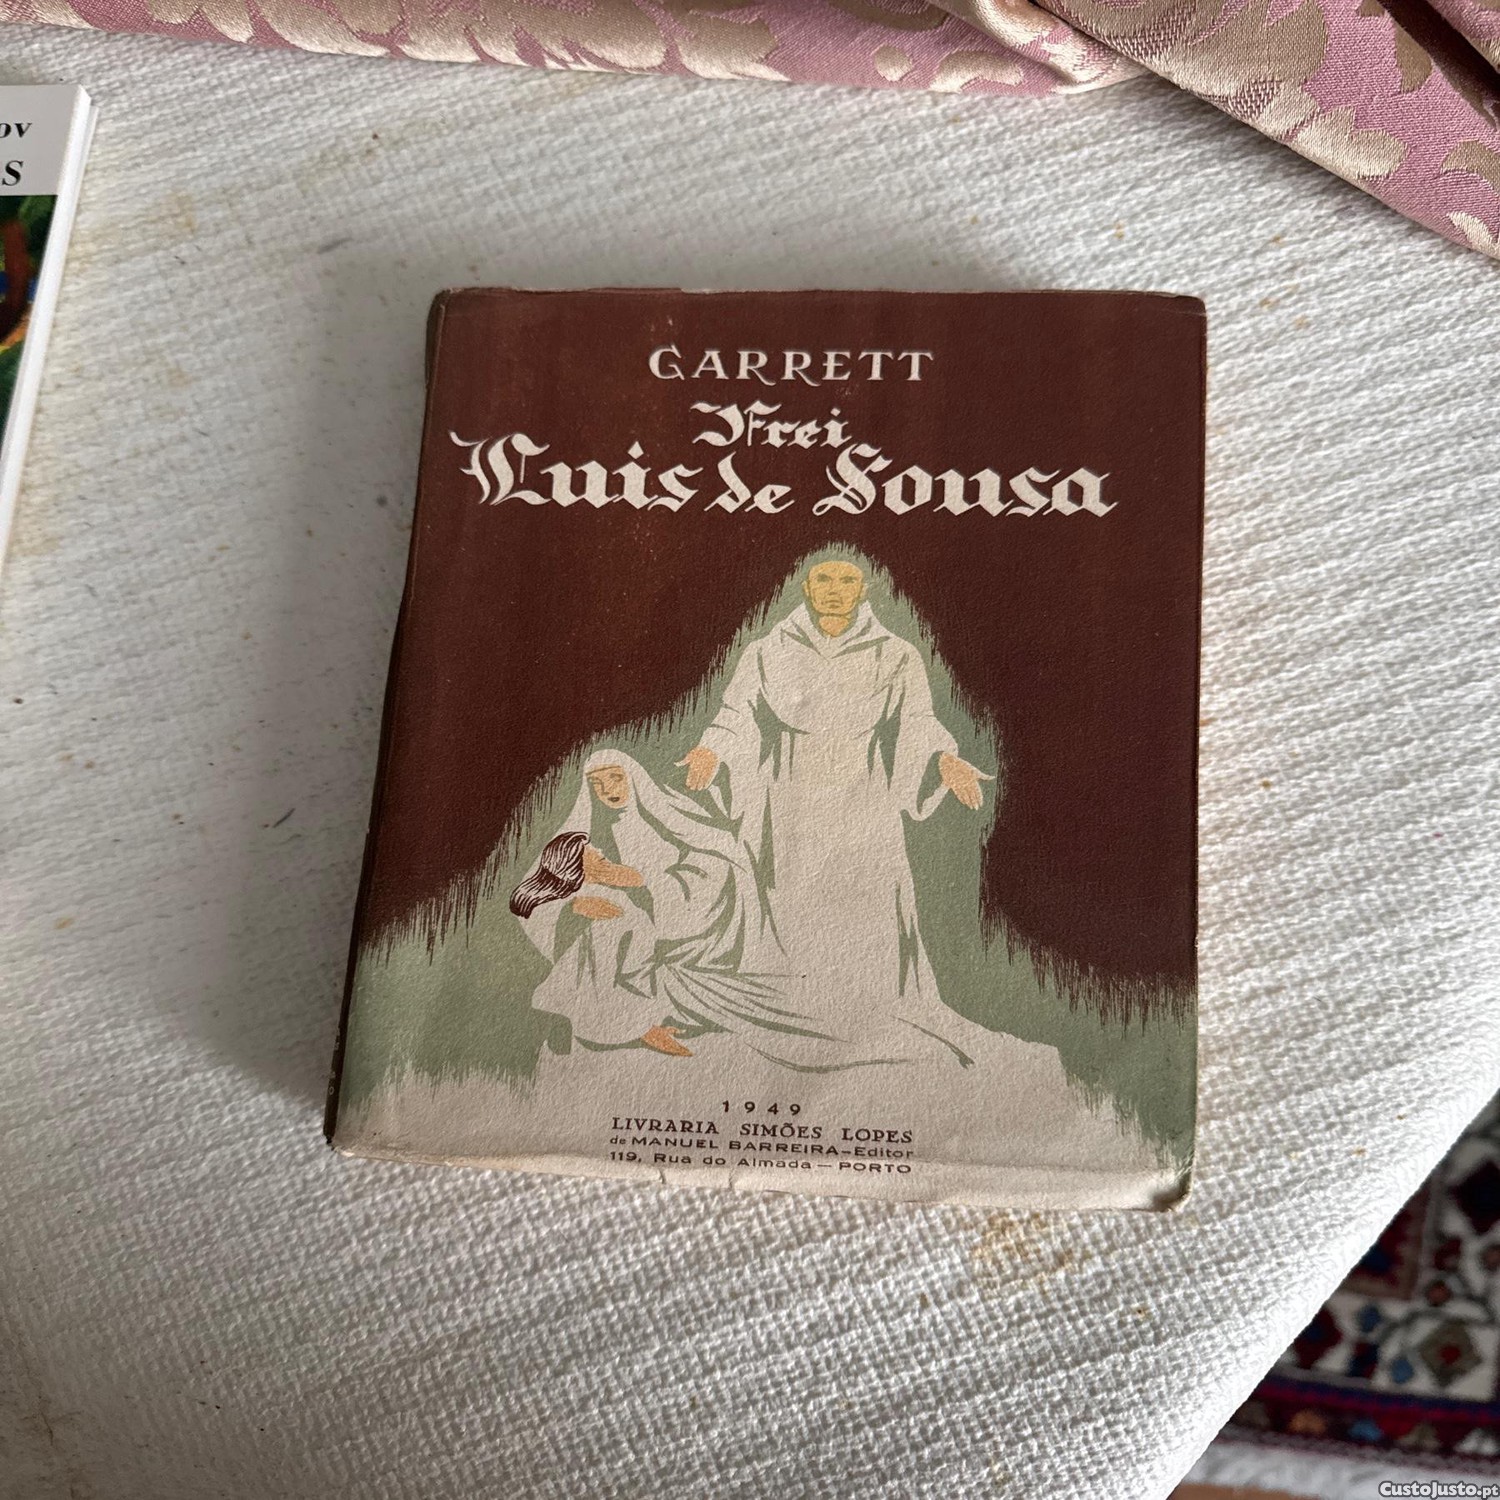 ov
S
GARRETT
Frei
Luis de Sousa
1949
LIVRARIA SIMÕES LOPES
de MANUEL BARREIRA-Editor
119, Rua do Almada - PORTO
CustoJusto.pt